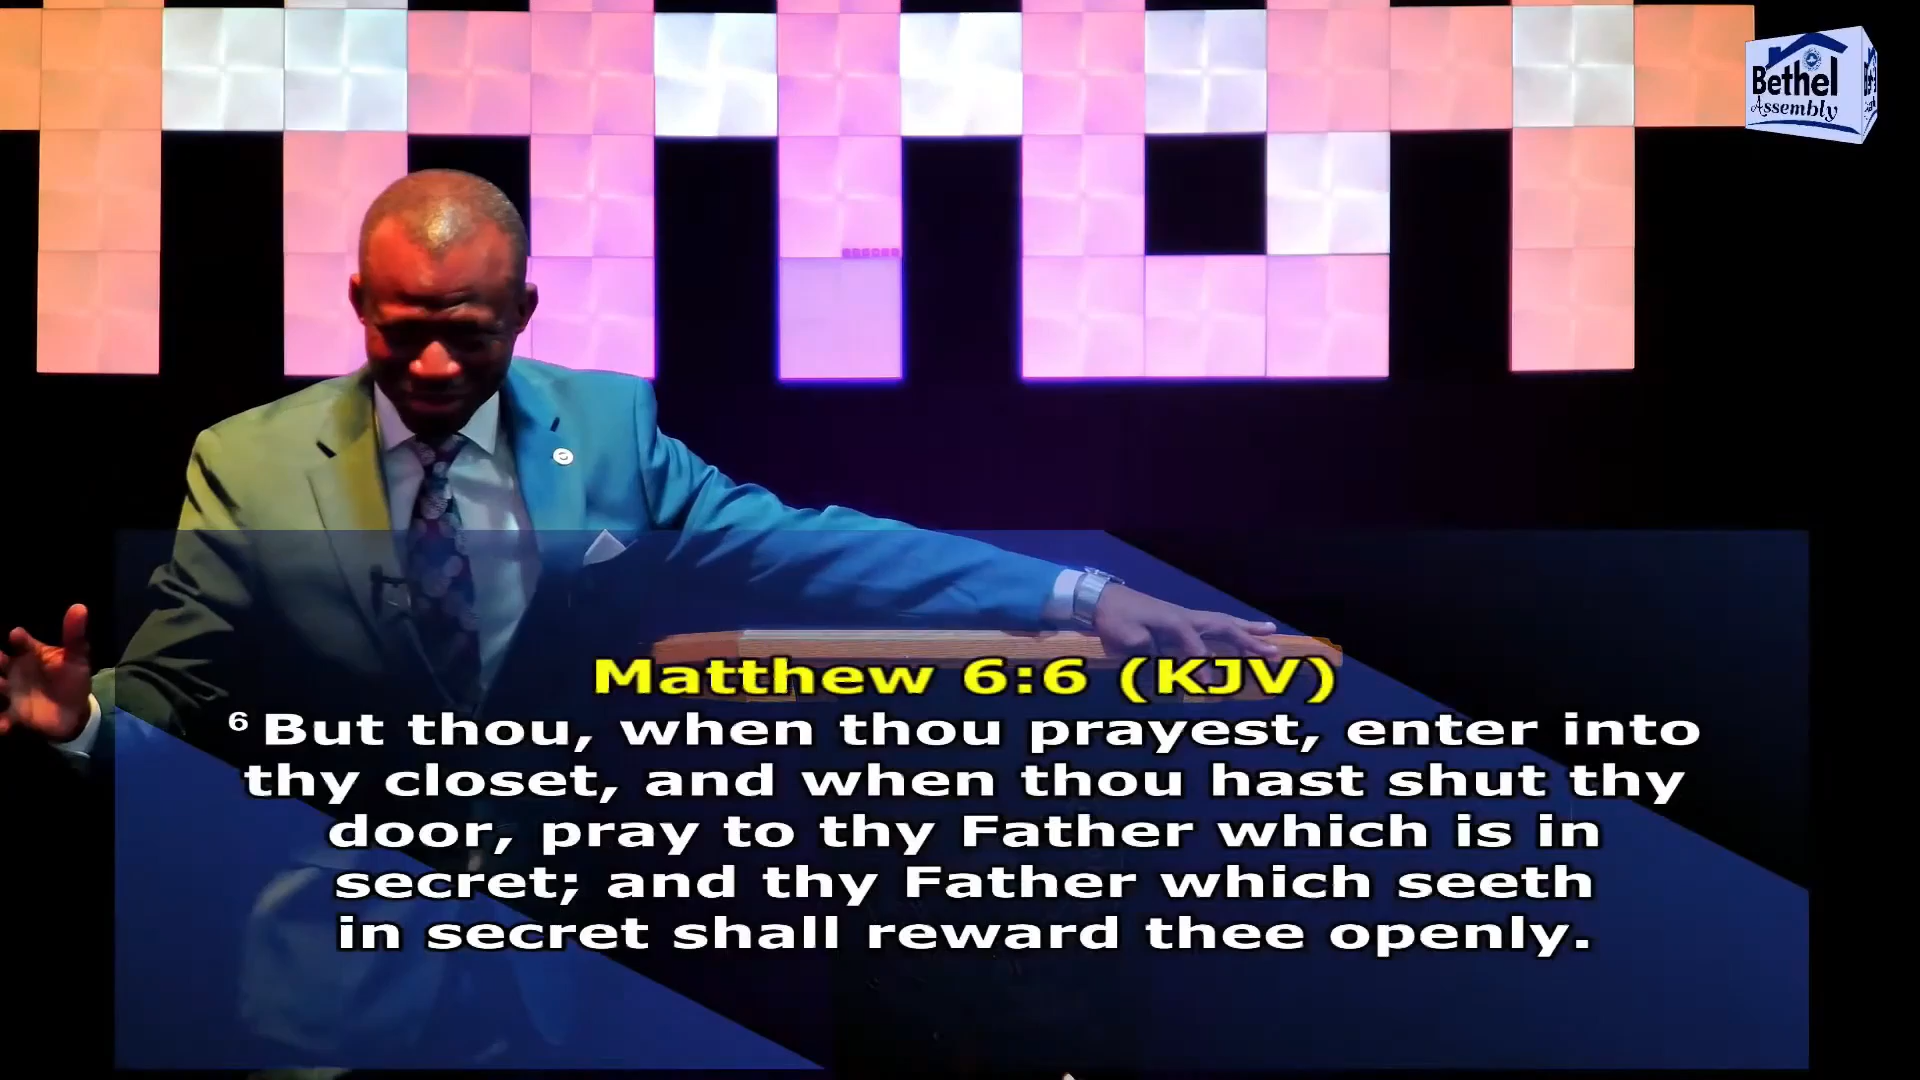 Bethel
Assembly
Matthew 6:6 (KJV)
6 But thou, when thou prayest, enter into
thy closet, and when thou hast shut thy
door, pray to thy Father which is in
secret; and thy Father which seeth
in secret shall reward thee openly.